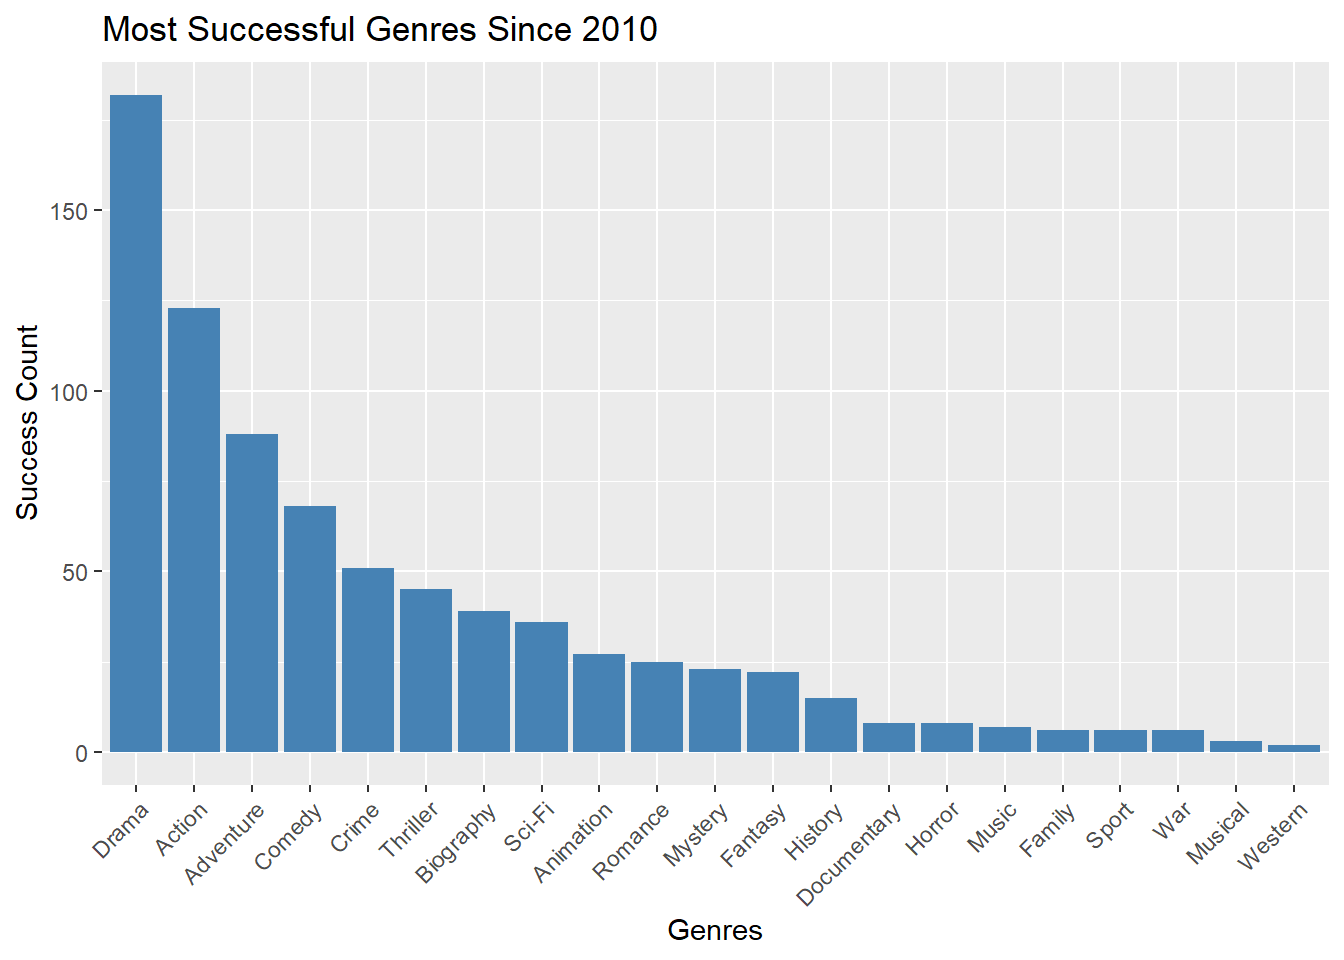 Most Successful Genres Since 2010
Success Count
150
100
50
0
Drama
Action
Adventure
Comedy
Crime
Thriller
Biography
Sci-Fi
Animation
Romance
Mystery
Fantasy
History
Documentary
Horror
Music
Family
Sport
War
Musical
Western
Genres